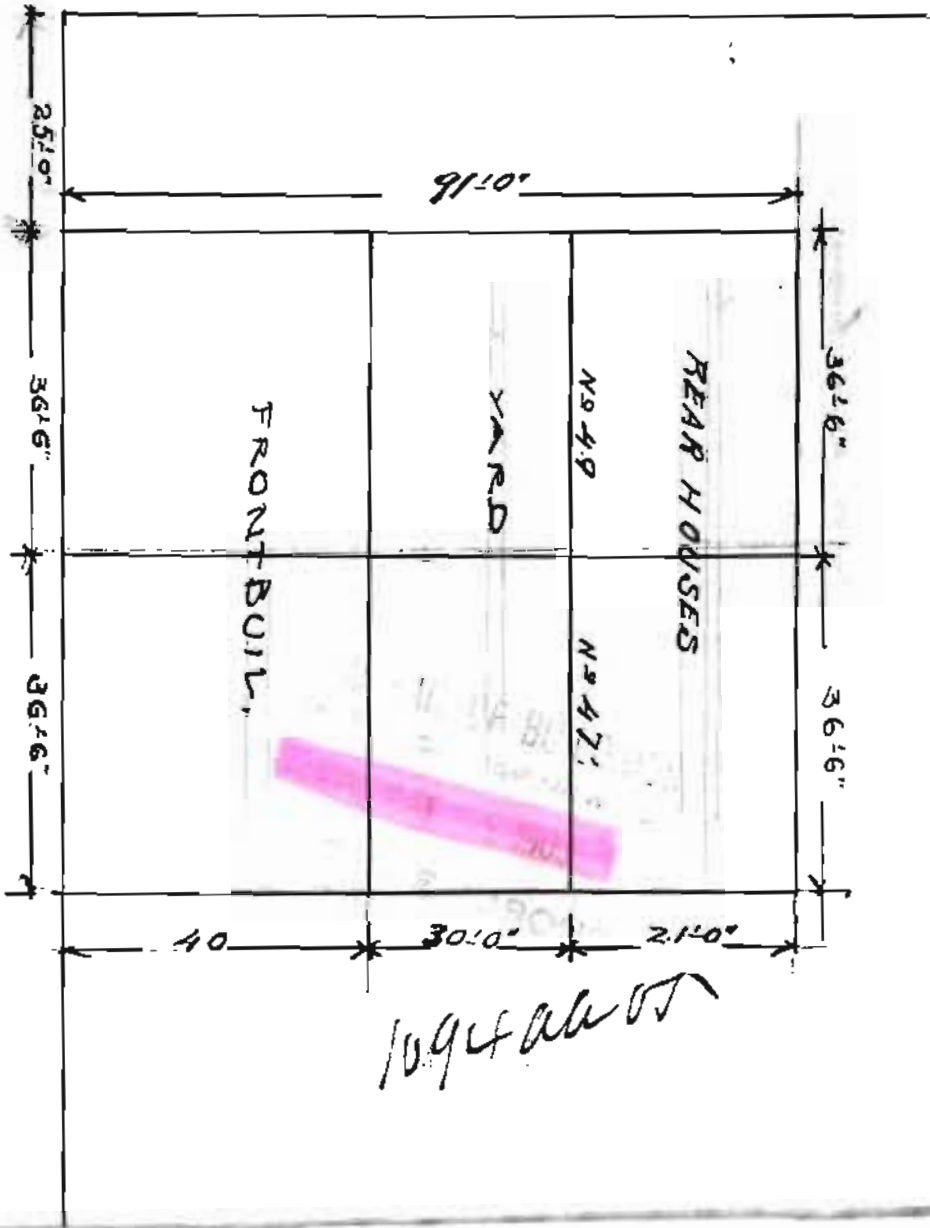 25'-0"
91'-0"
36'-6"
36'-6"
36'-6"
36'-6"
FRONT BUIL.
YARD
No 49
No 47
REAR HOUSES
40
30'-0"
21'-0"